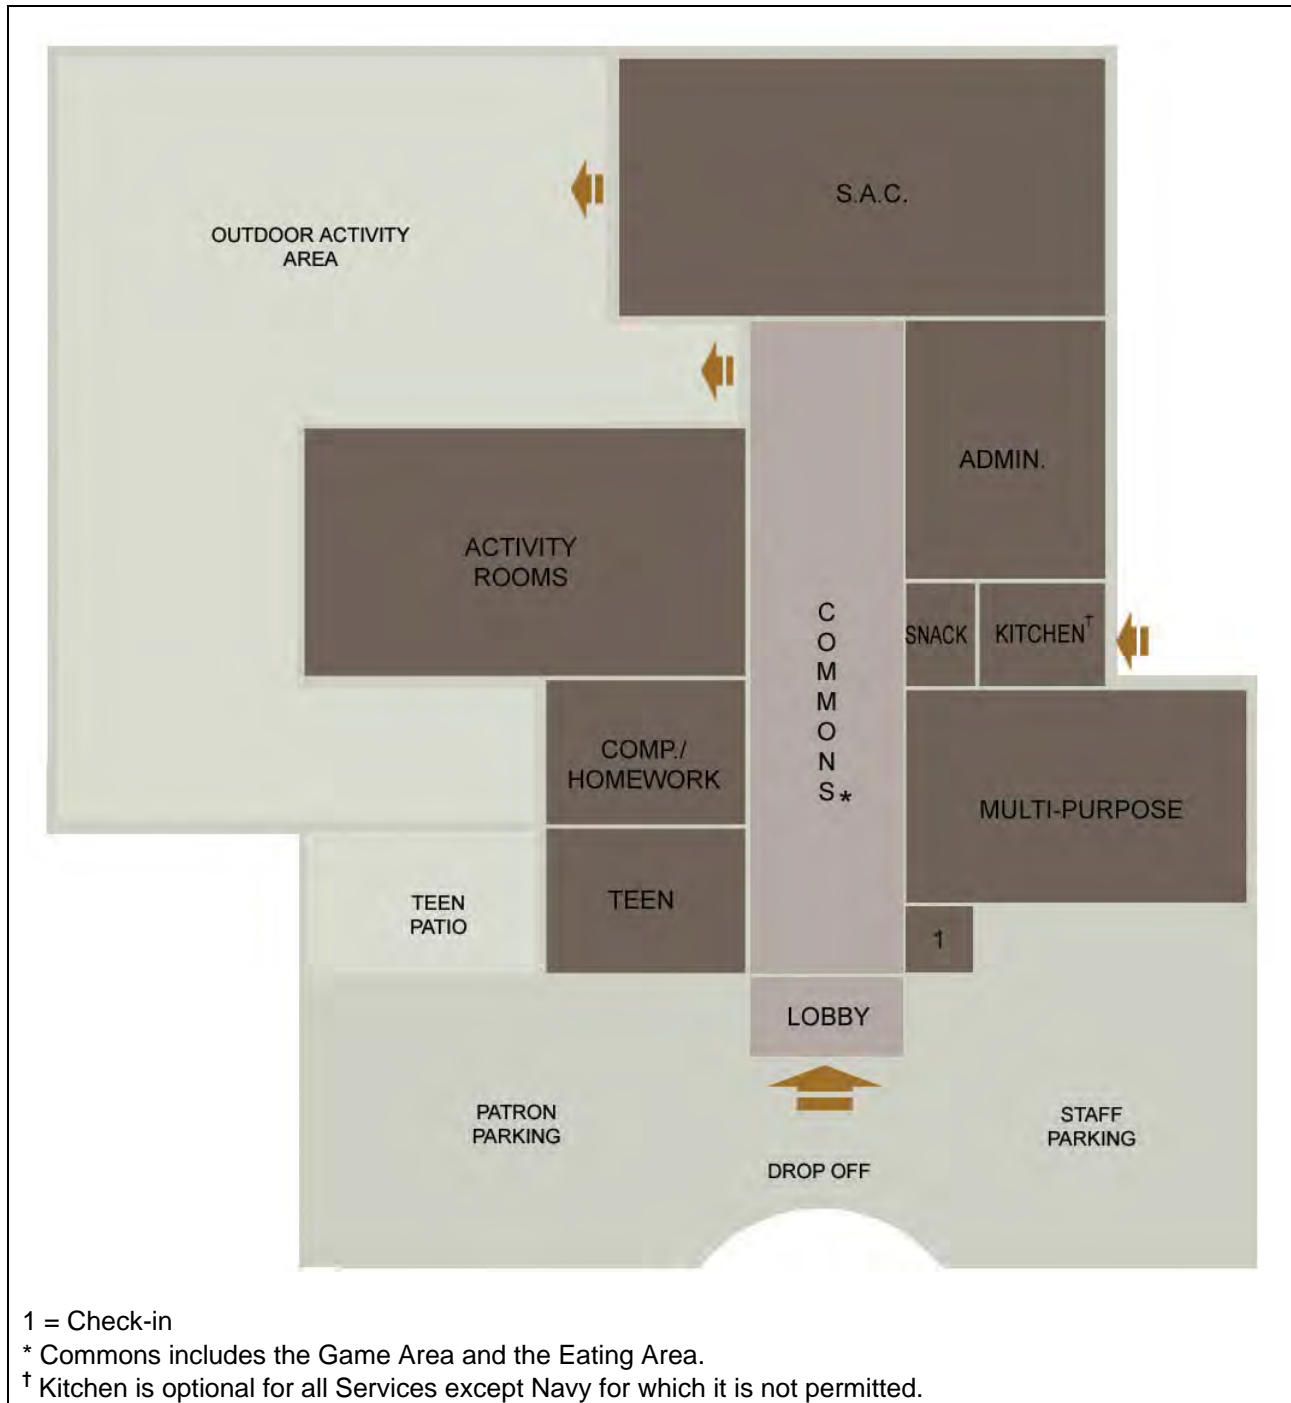 S.A.C.
OUTDOOR ACTIVITY
AREA
ADMIN.
ACTIVITY
ROOMS
C
O
M
M
O
N
S*
SNACK
KITCHEN†
COMP./
HOMEWORK
MULTI-PURPOSE
TEEN
PATIO
TEEN
1
LOBBY
PATRON
PARKING
STAFF
PARKING
DROP OFF
1 = Check-in
* Commons includes the Game Area and the Eating Area.
† Kitchen is optional for all Services except Navy for which it is not permitted.